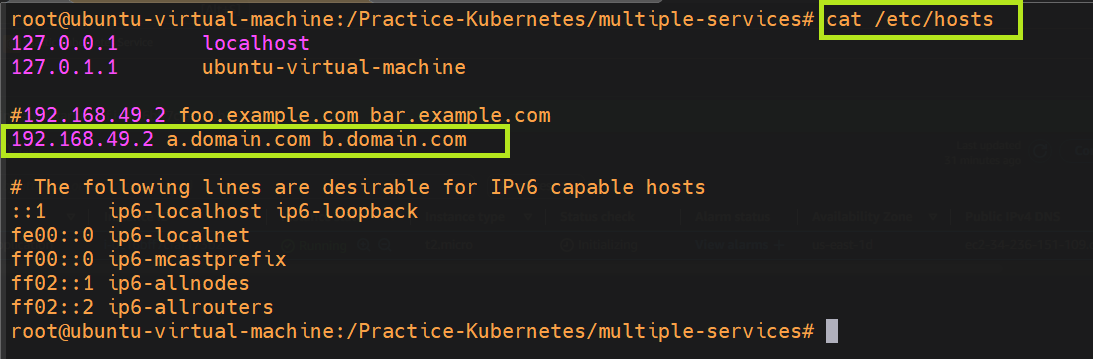 root@ubuntu-virtual-machine:/Practice-Kubernetes/multiple-services# cat /etc/hosts
127.0.0.1       localhost
127.0.1.1       ubuntu-virtual-machine
#192.168.49.2 foo.example.com bar.example.com
192.168.49.2 a.domain.com b.domain.com
# The following lines are desirable for IPv6 capable hosts
::1     ip6-localhost ip6-loopback
fe00::0 ip6-localnet
ff00::0 ip6-mcastprefix
ff02::1 ip6-allnodes
ff02::2 ip6-allrouters
root@ubuntu-virtual-machine:/Practice-Kubernetes/multiple-services#